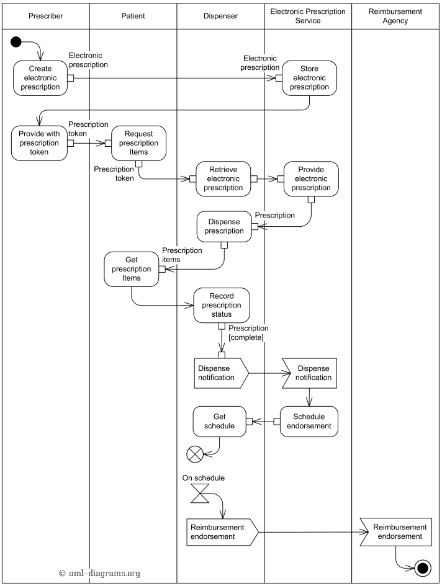 Prescriber
Patient
Dispenser
Electronic Prescription
Service
Reimbursement
Agency
Electronic
prescription
Create
electronic
prescription
Electronic
prescription
Store
electronic
prescription
Provide with
prescription
token
Prescription
token
Request
prescription
Items
Prescription
token
Retrieve
electronic
prescription
Provide
electronic
prescription
Prescription
Dispense
prescription
Prescription
items
Get
prescription
Items
Record
prescription
status
Prescription
[complete]
Dispense
notification
Dispense
notification
Get
schedule
Schedule
endorsement
On schedule
Reimbursement
endorsement
Reimbursement
endorsement
© uml-diagrams.org